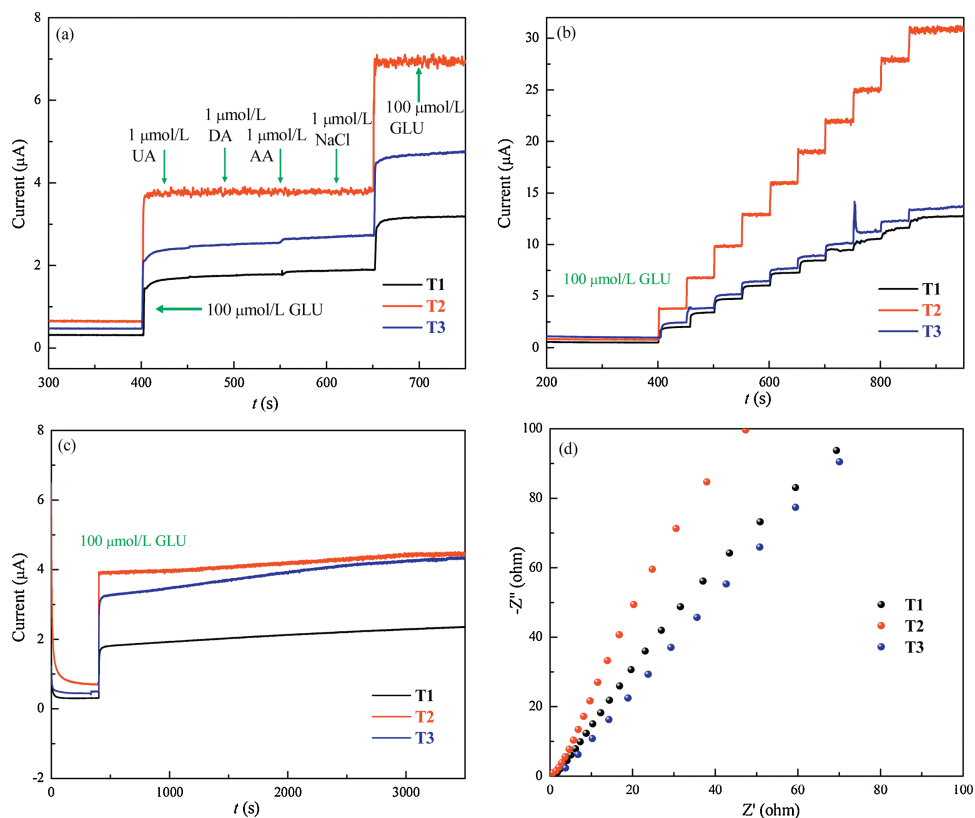 (a)
1 μmol/L
UA
1 μmol/L
DA
1 μmol/L
AA
1 μmol/L
NaCl
100 μmol/L
GLU
100 μmol/L GLU
T1
T2
T3
Current (μA)
8
6
4
2
0
300
400
500
600
700
t (s)
(b)
100 μmol/L GLU
T1
T2
T3
Current (μA)
30
25
20
15
10
5
0
200
400
600
800
t (s)
(c)
100 μmol/L GLU
T1
T2
T3
Current (μA)
8
6
4
2
0
-2
0
1000
2000
3000
t (s)
(d)
T1
T2
T3
-Z" (ohm)
100
80
60
40
20
0
0
20
40
60
80
100
Z' (ohm)